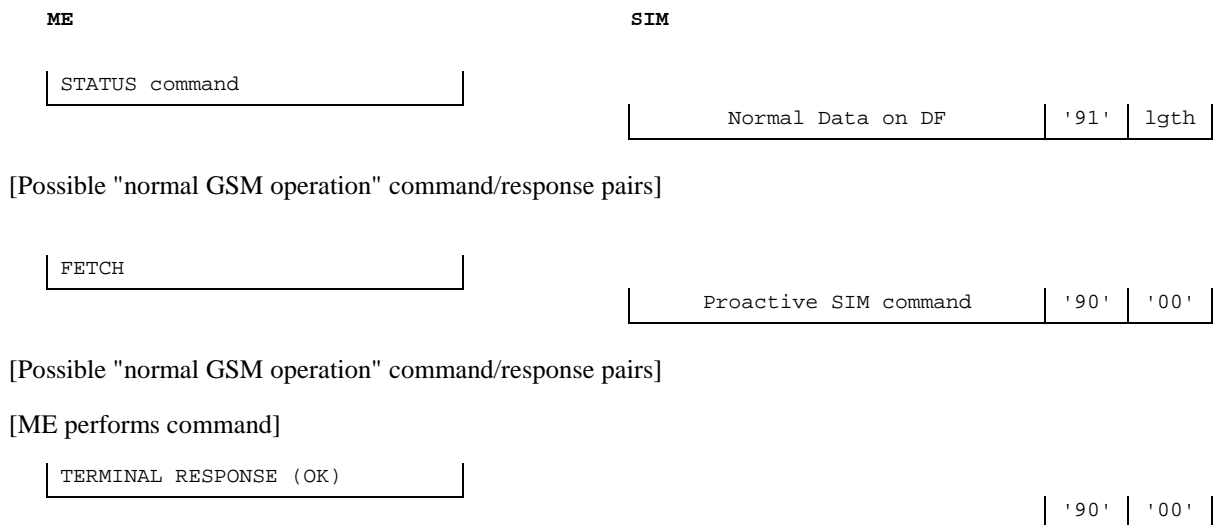 ME SIM
STATUS command
Normal Data on DF '91' lgth
[Possible "normal GSM operation" command/response pairs]
FETCH
Proactive SIM command '90' '00'
[Possible "normal GSM operation" command/response pairs]
[ME performs command]
TERMINAL RESPONSE (OK)
'90' '00'